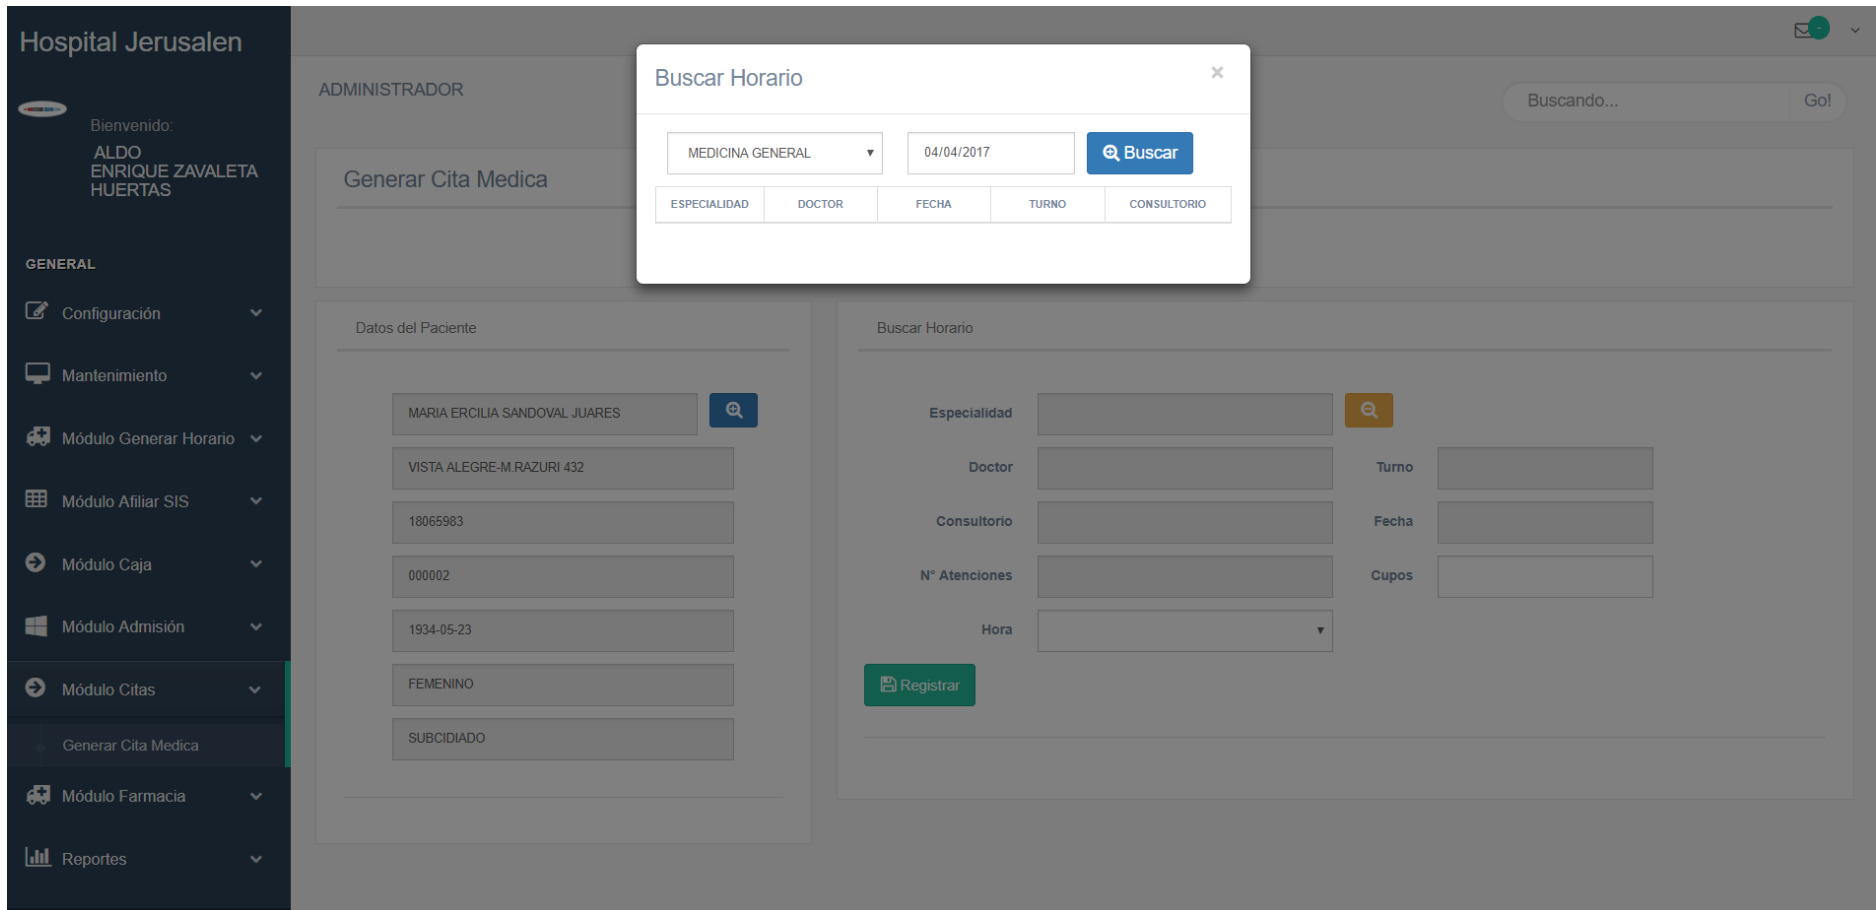 Hospital Jerusalen
Bienvenido:
ALDO
ENRIQUE ZAVALETA
HUERTAS
GENERAL
Configuración
Mantenimiento
Módulo Generar Horario
Módulo Afiliar SIS
Módulo Caja
Módulo Admisión
Módulo Citas
Generar Cita Medica
Módulo Farmacia
Reportes
ADMINISTRADOR
Buscando... Go!
Generar Cita Medica
Buscar Horario ×
MEDICINA GENERAL 04/04/2017 Buscar
ESPECIALIDAD DOCTOR FECHA TURNO CONSULTORIO
Datos del Paciente
MARIA ERCILIA SANDOVAL JUARES
VISTA ALEGRE-M.RAZURI 432
18065983
000002
1934-05-23
FEMENINO
SUBCIDIADO
Buscar Horario
Especialidad
Doctor Turno
Consultorio Fecha
N° Atenciones Cupos
Hora
Registrar